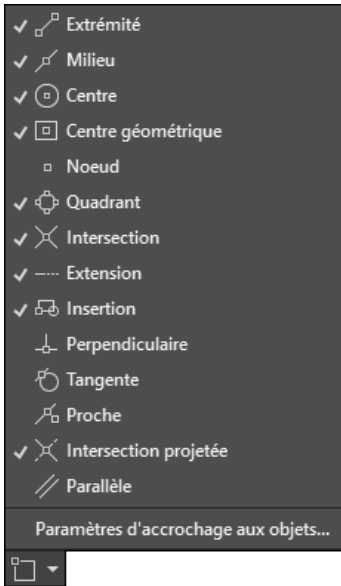 Extrémité
Milieu
Centre
Centre géométrique
Noeud
Quadrant
Intersection
Extension
Insertion
Perpendiculaire
Tangente
Proche
Intersection projetée
Parallèle
Paramètres d'accrochage aux objets...